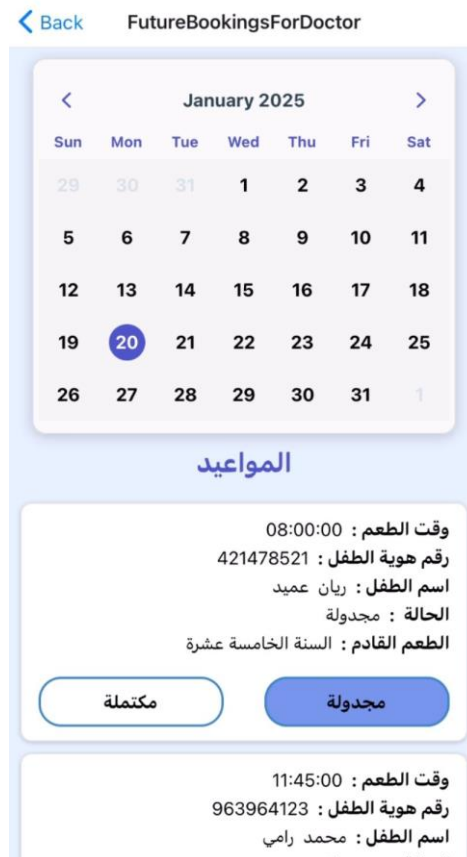 Back FutureBookingsForDoctor
January 2025
Sun Mon Tue Wed Thu Fri Sat
29 30 31 1 2 3 4
5 6 7 8 9 10 11
12 13 14 15 16 17 18
19 20 21 22 23 24 25
26 27 28 29 30 31 1
المواعيد
وقت الطعم : 08:00:00
رقم هوية الطفل : 421478521
اسم الطفل : ريان عميد
الحالة : مجدولة
الطعم القادم : السنة الخامسة عشرة
مجدولة مكتملة
وقت الطعم : 11:45:00
رقم هوية الطفل : 963964123
اسم الطفل : محمد رامي